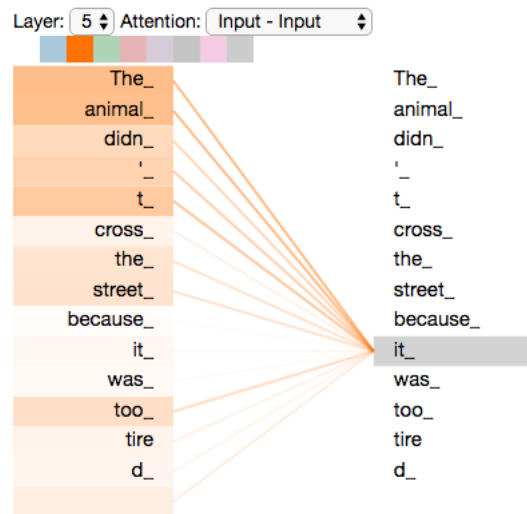 Layer: 5 Attention: Input - Input
The_ The_
animal_ animal_
didn_ didn_
'_ '_
t_ t_
cross_ cross_
the_ the_
street_ street_
because_ because_
it_ it_
was_ was_
too_ too_
tire tire
d_ d_